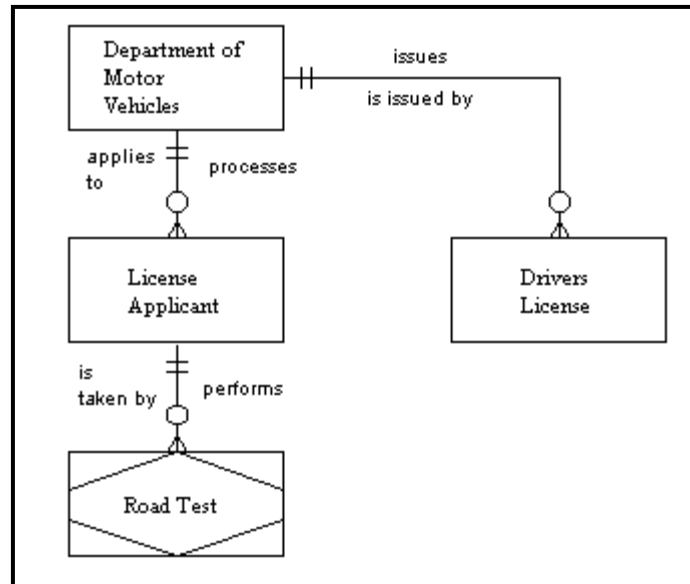 Department of
Motor
Vehicles
issues
is issued by
applies
to
processes
License
Applicant
Drivers
License
is
taken by
performs
Road Test